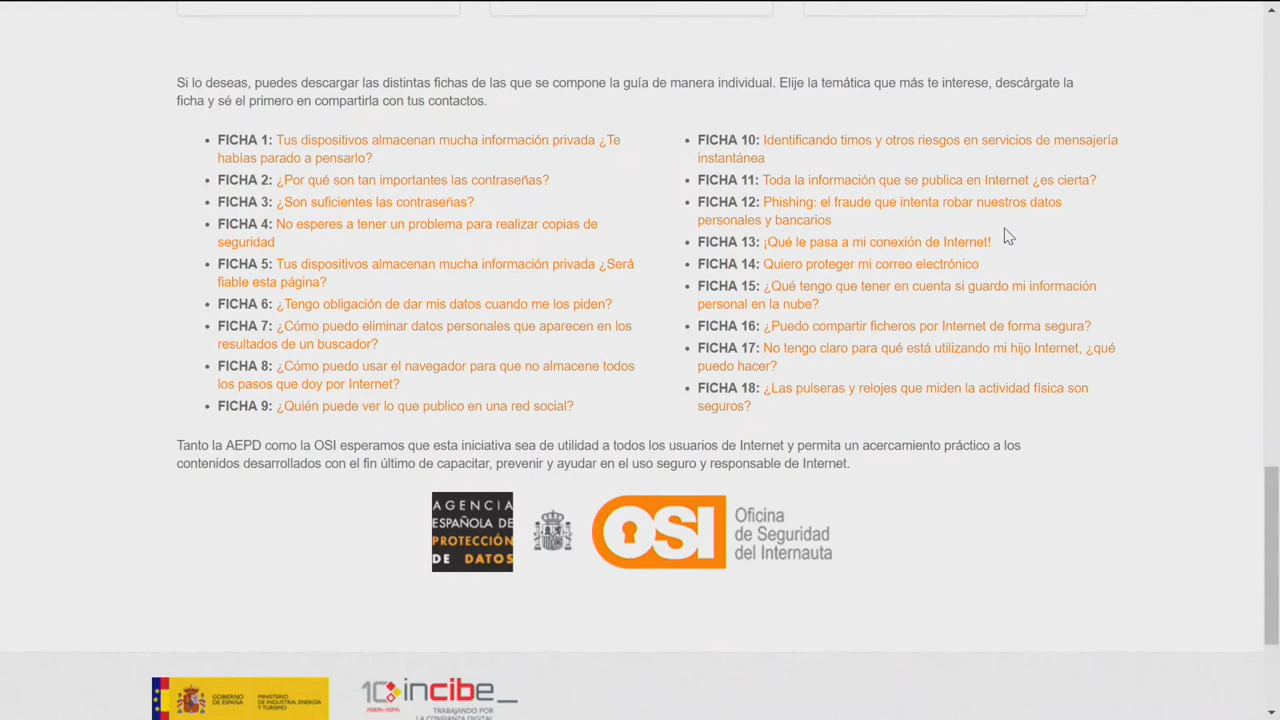 Si lo deseas, puedes descargar las distintas fichas de las que se compone la guía de manera individual. Elije la temática que más te interese, descárgate la
ficha y sé el primero en compartirla con tus contactos.
• FICHA 1: Tus dispositivos almacenan mucha información privada ¿Te
habías parado a pensarlo?
• FICHA 2: ¿Por qué son tan importantes las contraseñas?
• FICHA 3: ¿Son suficientes las contraseñas?
• FICHA 4: No esperes a tener un problema para realizar copias de
seguridad
• FICHA 5: Tus dispositivos almacenan mucha información privada ¿Será
fiable esta página?
• FICHA 6: ¿Tengo obligación de dar mis datos cuando me los piden?
• FICHA 7: ¿Cómo puedo eliminar datos personales que aparecen en los
resultados de un buscador?
• FICHA 8: ¿Cómo puedo usar el navegador para que no almacene todos
los pasos que doy por Internet?
• FICHA 9: ¿Quién puede ver lo que publico en una red social?
• FICHA 10: Identificando timos y otros riesgos en servicios de mensajería
instantánea
• FICHA 11: Toda la información que se publica en Internet ¿es cierta?
• FICHA 12: Phishing: el fraude que intenta robar nuestros datos
personales y bancarios
• FICHA 13: ¡Qué le pasa a mi conexión de Internet!
• FICHA 14: Quiero proteger mi correo electrónico
• FICHA 15: ¿Qué tengo que tener en cuenta si guardo mi información
personal en la nube?
• FICHA 16: ¿Puedo compartir ficheros por Internet de forma segura?
• FICHA 17: No tengo claro para qué está utilizando mi hijo Internet, ¿qué
puedo hacer?
• FICHA 18: ¿Las pulseras y relojes que miden la actividad física son
seguros?
Tanto la AEPD como la OSI esperamos que esta iniciativa sea de utilidad a todos los usuarios de Internet y permita un acercamiento práctico a los
contenidos desarrollados con el fin último de capacitar, prevenir y ayudar en el uso seguro y responsable de Internet.
AGENCIA
ESPAÑOLA DE
PROTECCIÓN
DE DATOS
OSI
Oficina
de Seguridad
del Internauta
GOBIERNO
DE ESPAÑA
MINISTERIO
DE INDUSTRIA, ENERGÍA
Y TURISMO
10 incibe_
TRABAJANDO POR
LA CONFIANZA DIGITAL